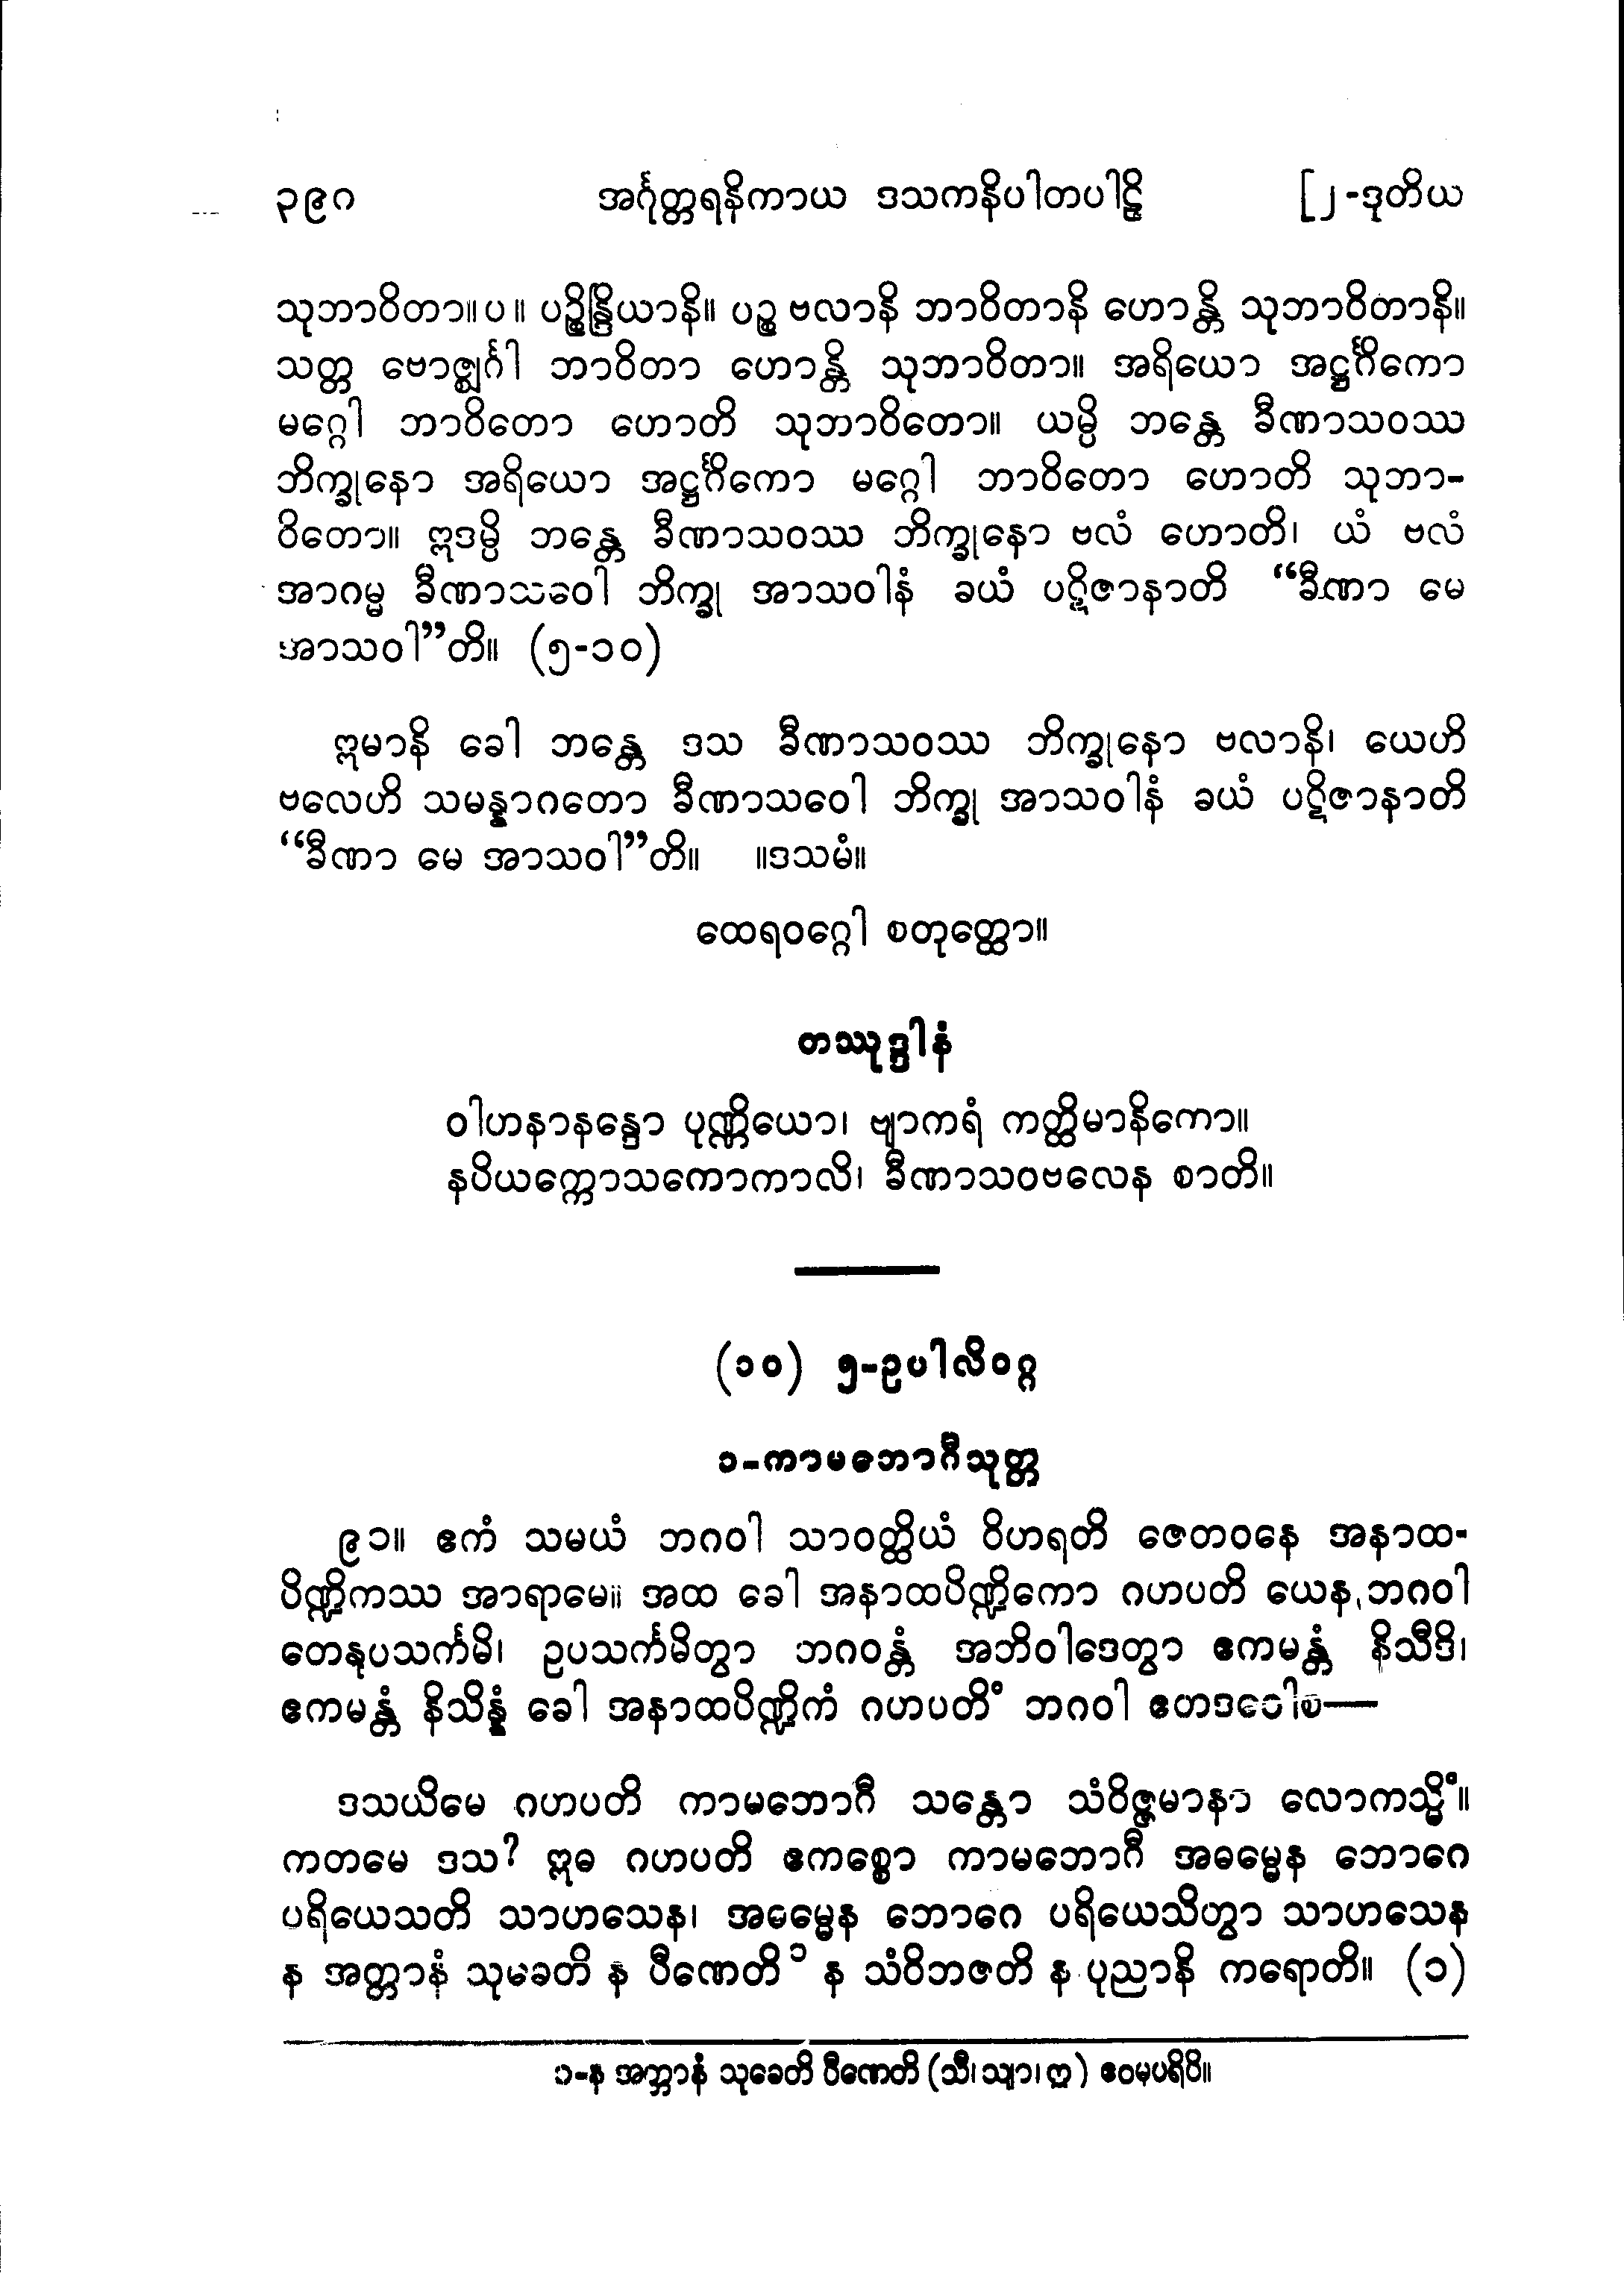 ၃၉၀ အင်္ဂုတ္တရနိကာယ ဒသကနိပါတပါဠိ [၂-ဒုတိယ
သုဘာဝိတာ။ပ။ ပဉ္စိန္ဒြိယာနိ။ ပဉ္စ ဗလာနိ ဘာဝိတာနိ ဟောန္တိ သုဘာဝိတာနိ။
သတ္တ ဗောဇ္ဈင်္ဂါ ဘာဝိတာ ဟောန္တိ သုဘာဝိတာ။ အရိယော အဋ္ဌင်္ဂိကော
မဂ္ဂေါ ဘာဝိတော ဟောတိ သုဘာဝိတော။ ယမ္ပိ ဘန္တေ ခီဏာသဝဿ
ဘိက္ခုနော အရိယော အဋ္ဌင်္ဂိကော မဂ္ဂေါ ဘာဝိတော ဟောတိ သုဘာ-
ဝိတော။ ဣဒမ္ပိ ဘန္တေ ခီဏာသဝဿ ဘိက္ခုနော ဗလံ ဟောတိ၊ ယံ ဗလံ
အာဂမ္မ ခီဏာသဝေါ ဘိက္ခု အာသဝါနံ ခယံ ပဋိဇာနာတိ “ခီဏာ မေ
အာသဝါ”တိ။ (၅-၁၀)
ဣမာနိ ခေါ ဘန္တေ ဒသ ခီဏာသဝဿ ဘိက္ခုနော ဗလာနိ၊ ယေဟိ
ဗလေဟိ သမန္နာဂတော ခီဏာသဝေါ ဘိက္ခု အာသဝါနံ ခယံ ပဋိဇာနာတိ
“ခီဏာ မေ အာသဝါ”တိ။ ။ဒသမံ။
ထေရဝဂ္ဂေါ စတုတ္ထော။
တဿုဒ္ဒါနံ
ဝါဟနာနန္ဒော ပုဏ္ဏိယော၊ ဗျာကရံ ကတ္ထိမာနိကော။
နပိယက္ကောသကောကာလိ၊ ခီဏာသဝဗလေန စာတိ။
(၁၀) ၅-ဥပါလိဝဂ္ဂ
၁-ကာမဘောဂီသုတ္တ
၉၁။ ဧကံ သမယံ ဘဂဝါ သာဝတ္ထိယံ ဝိဟရတိ ဇေတဝနေ အနာထ-
ပိဏ္ဍိကဿ အာရာမေ။ အထ ခေါ အနာထပိဏ္ဍိကော ဂဟပတိ ယေန ဘဂဝါ
တေနုပသင်္ကမိ၊ ဥပသင်္ကမိတွာ ဘဂဝန္တံ အဘိဝါဒေတွာ ဧကမန္တံ နိသီဒိ၊
ဧကမန္တံ နိသိန္နံ ခေါ အနာထပိဏ္ဍိကံ ဂဟပတိံ ဘဂဝါ ဧတဒဝေါစ—
ဒသယိမေ ဂဟပတိ ကာမဘောဂီ သန္တော သံဝိဇ္ဇမာနာ လောကသ္မိံ။
ကတမေ ဒသ? ဣဓ ဂဟပတိ ဧကစ္စော ကာမဘောဂီ အဓမ္မေန ဘောဂေ
ပရိယေသတိ သာဟသေန၊ အဓမ္မေန ဘောဂေ ပရိယေသိတွာ သာဟသေန
န အတ္တာနံ သုခေတိ န ပီဏေတိ ၁ န သံဝိဘဇတိ န ပုညာနိ ကရောတိ။ (၁)
၁-န အတ္တာနံ သုခေတိ ပီဏေတိ (သီ၊ သျာ၊ ဣ) ဧဝမုပရိပိ။